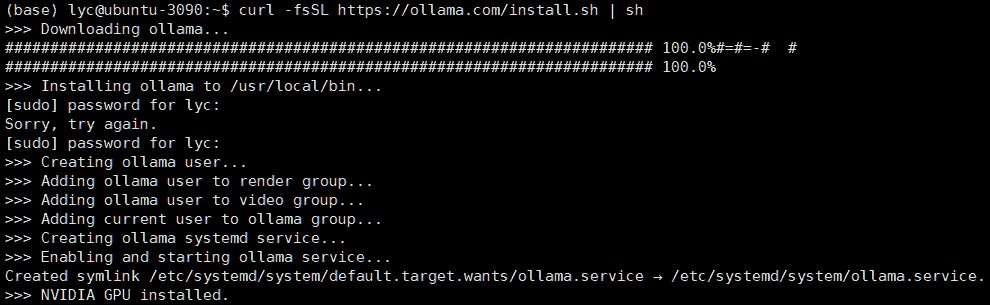 (base) lyc@ubuntu-3090:~$ curl -fsSL https://ollama.com/install.sh | sh
>>> Downloading ollama...
######################################################################## 100.0%#=#=-#  #
######################################################################## 100.0%
>>> Installing ollama to /usr/local/bin...
[sudo] password for lyc:
Sorry, try again.
[sudo] password for lyc:
>>> Creating ollama user...
>>> Adding ollama user to render group...
>>> Adding ollama user to video group...
>>> Adding current user to ollama group...
>>> Creating ollama systemd service...
>>> Enabling and starting ollama service...
Created symlink /etc/systemd/system/default.target.wants/ollama.service → /etc/systemd/system/ollama.service.
>>> NVIDIA GPU installed.